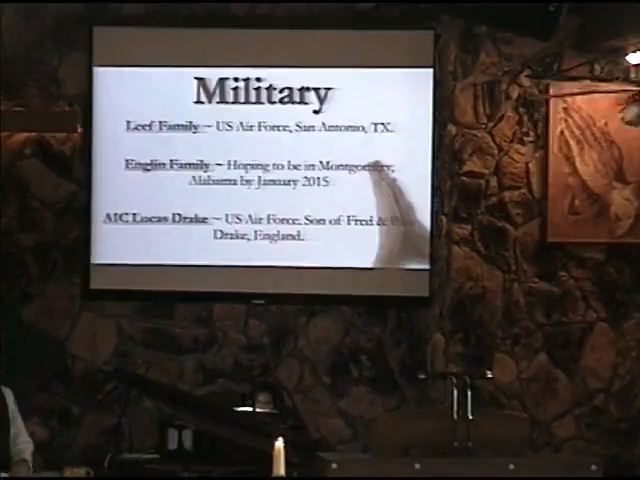 Military
Leef Family ~ US Air Force, San Antonio, TX.
Englin Family ~ Hoping to be in Montgomery,
Alabama by January 2015
A1C Lucas Drake ~ US Air Force, Son of Fred &
Drake, England.